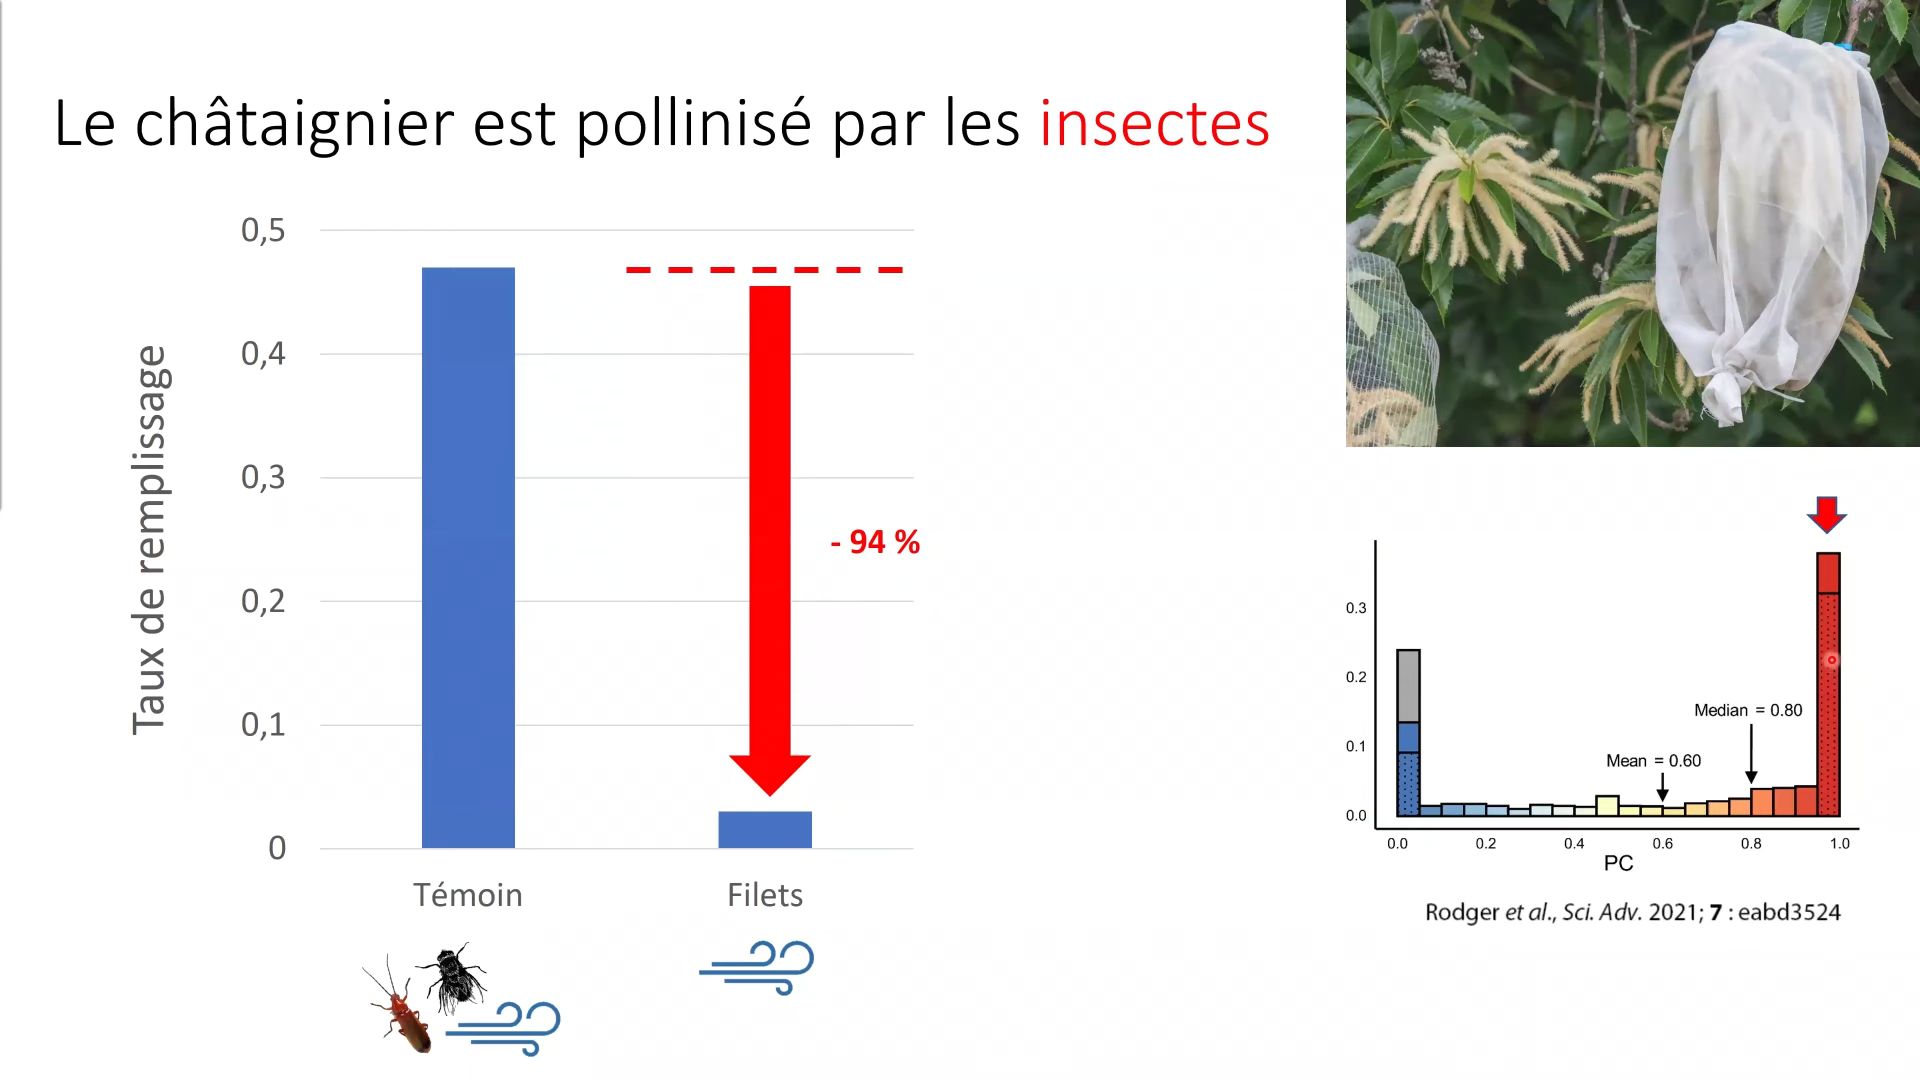 Le châtaignier est pollinisé par les insectes
Taux de remplissage
0,5
0,4
0,3
0,2
0,1
0
- 94 %
Témoin
Filets
0.3
0.2
0.1
0.0
Median = 0.80
Mean = 0.60
0.0 0.2 0.4 0.6 0.8 1.0
PC
Rodger et al., Sci. Adv. 2021; 7 : eabd3524